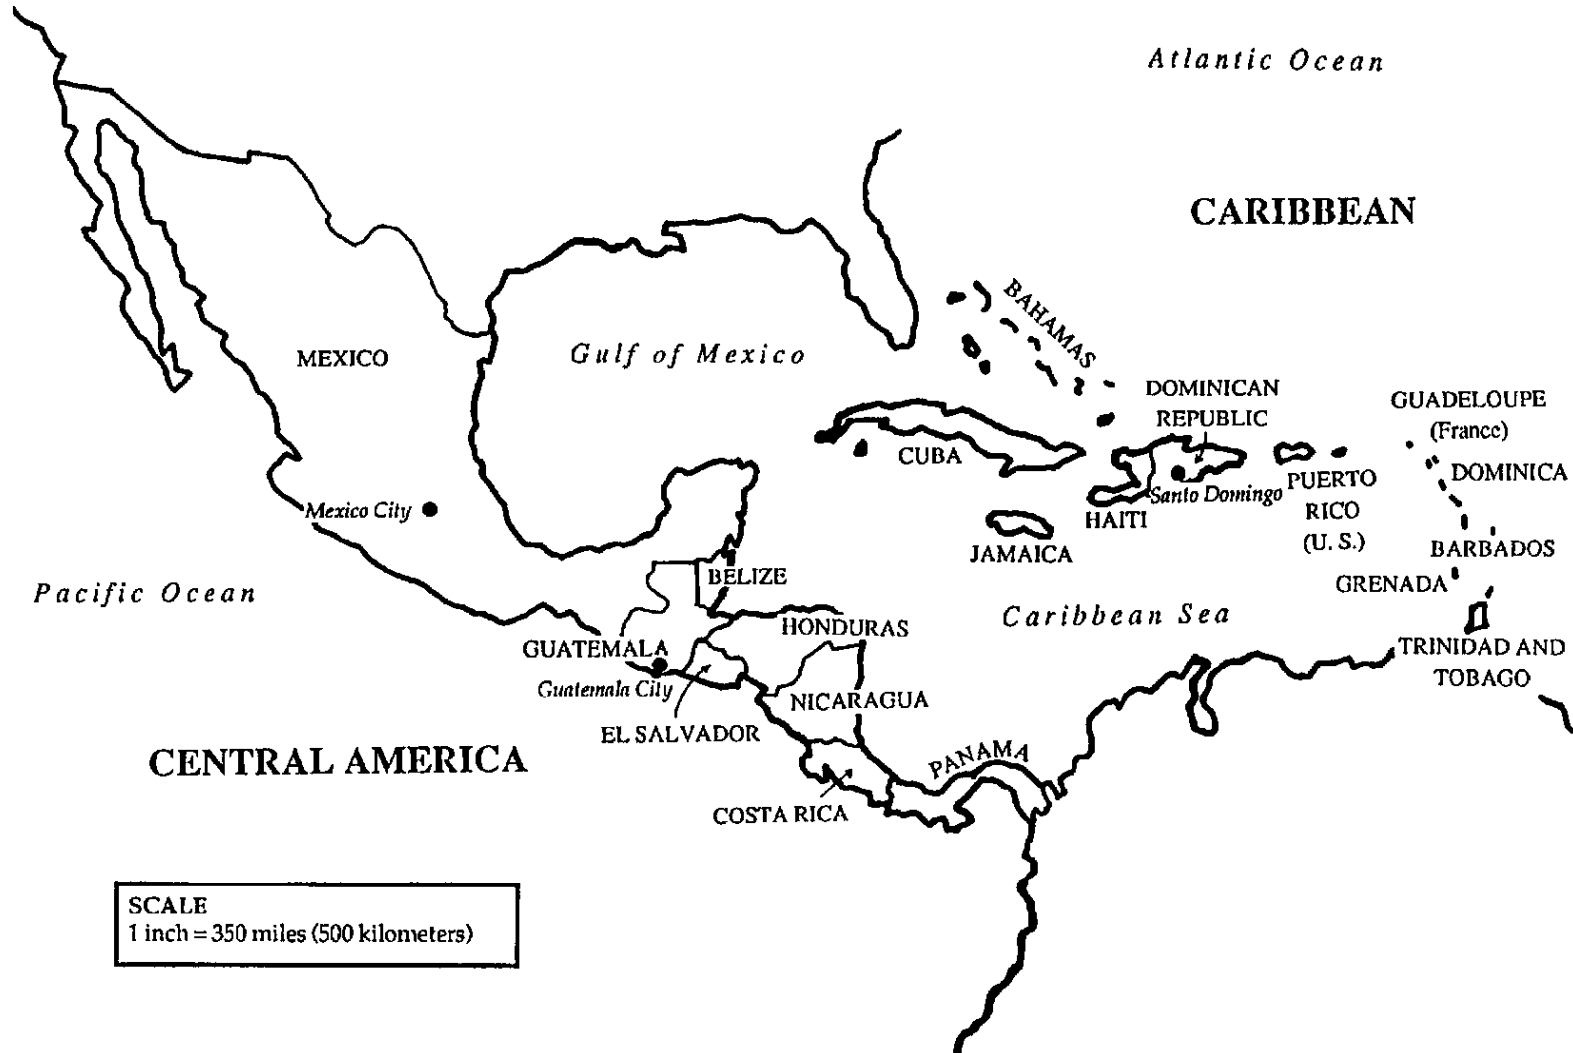 Atlantic Ocean
CARIBBEAN
BAHAMAS
MEXICO
Gulf of Mexico
DOMINICAN
REPUBLIC
GUADELOUPE
(France)
CUBA
DOMINICA
PUERTO
RICO
(U. S.)
Santo Domingo
HAITI
Mexico City
JAMAICA
BARBADOS
BELIZE
GRENADA
Pacific Ocean
Caribbean Sea
HONDURAS
GUATEMALA
TRINIDAD AND
TOBAGO
Guatemala City
NICARAGUA
EL SALVADOR
CENTRAL AMERICA
PANAMA
COSTA RICA
SCALE
1 inch = 350 miles (500 kilometers)